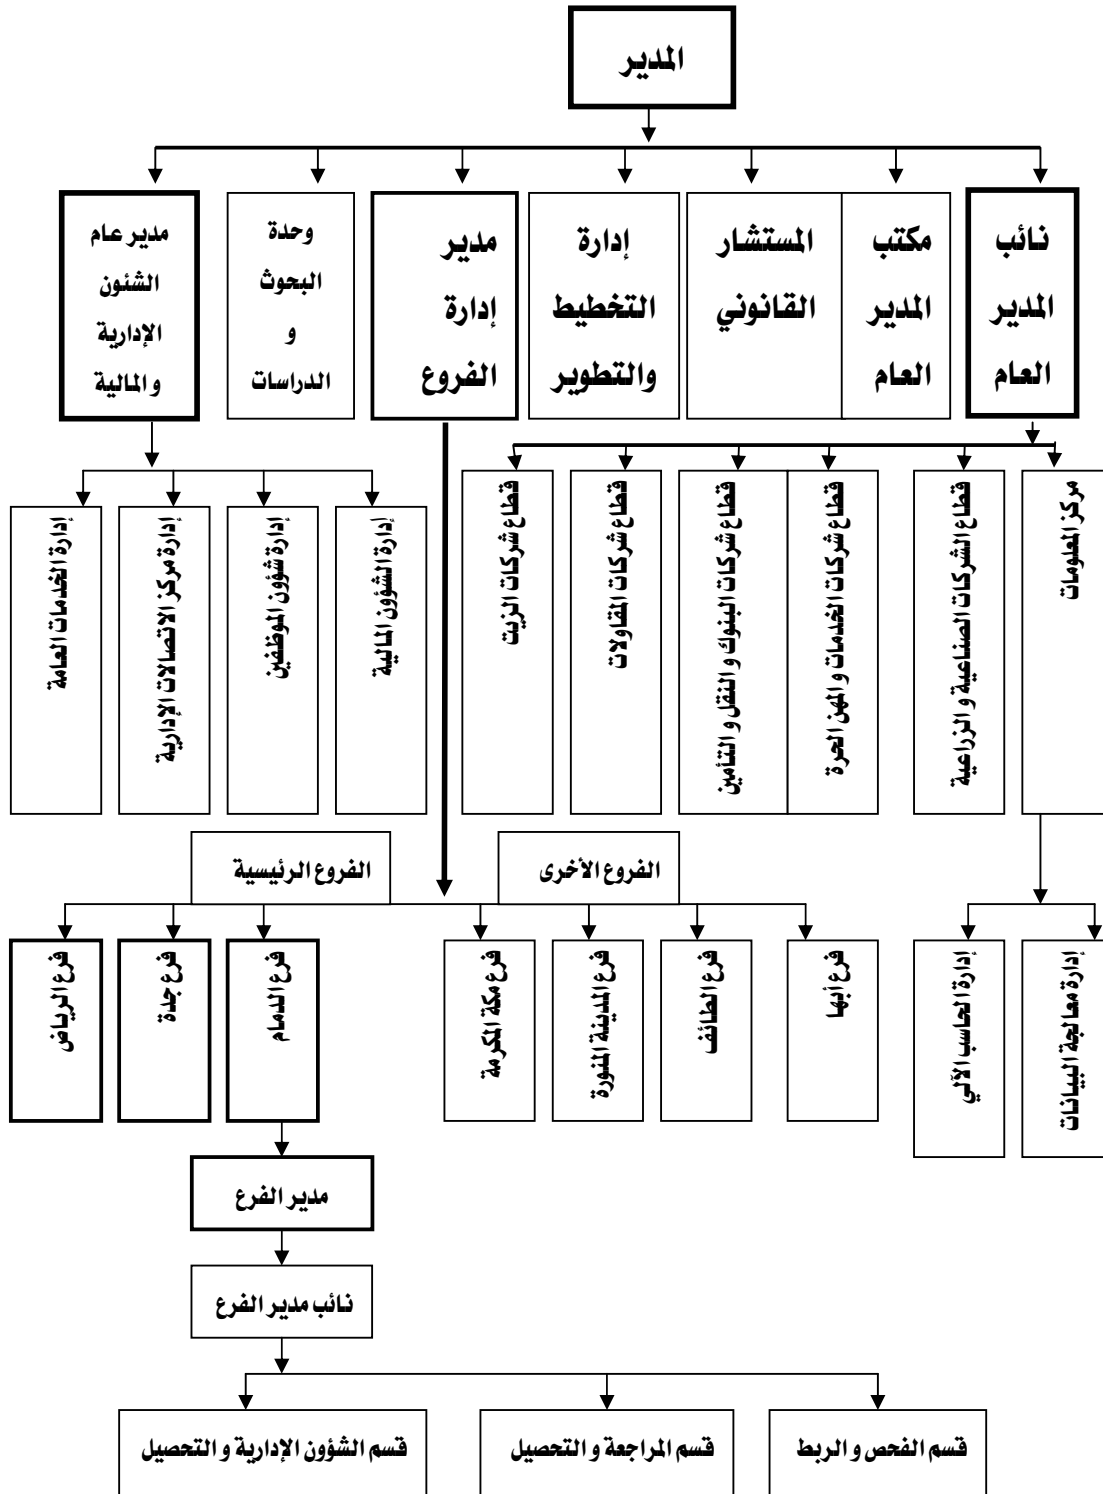 المدير
نائب
المدير
العام
مكتب
المدير
العام
المستشار
القانوني
إدارة
التخطيط
والتطوير
مدير
إدارة
الفروع
وحدة
البحوث
و
الدراسات
مدير عام
الشئون
الإدارية
و المالية
مركز المعلومات
قطاع الشركات الصناعية و الزراعية
قطاع شركات الخدمات و المهن الحرة
قطاع شركات البنوك و النقل و التأمين
قطاع شركات المقاولات
قطاع شركات الزيت
إدارة الشؤون المالية
إدارة شؤون الموظفين
إدارة مركز الاتصالات الإدارية
إدارة الخدمات العامة
الفروع الأخرى
الفروع الرئيسية
إدارة معالجة البيانات
إدارة الحاسب الآلي
فرع أبها
فرع الطائف
فرع المدينة المنورة
فرع مكة المكرمة
فرع الدمام
فرع جدة
فرع الرياض
مدير الفرع
نائب مدير الفرع
قسم الفحص و الربط
قسم المراجعة و التحصيل
قسم الشؤون الإدارية و التحصيل